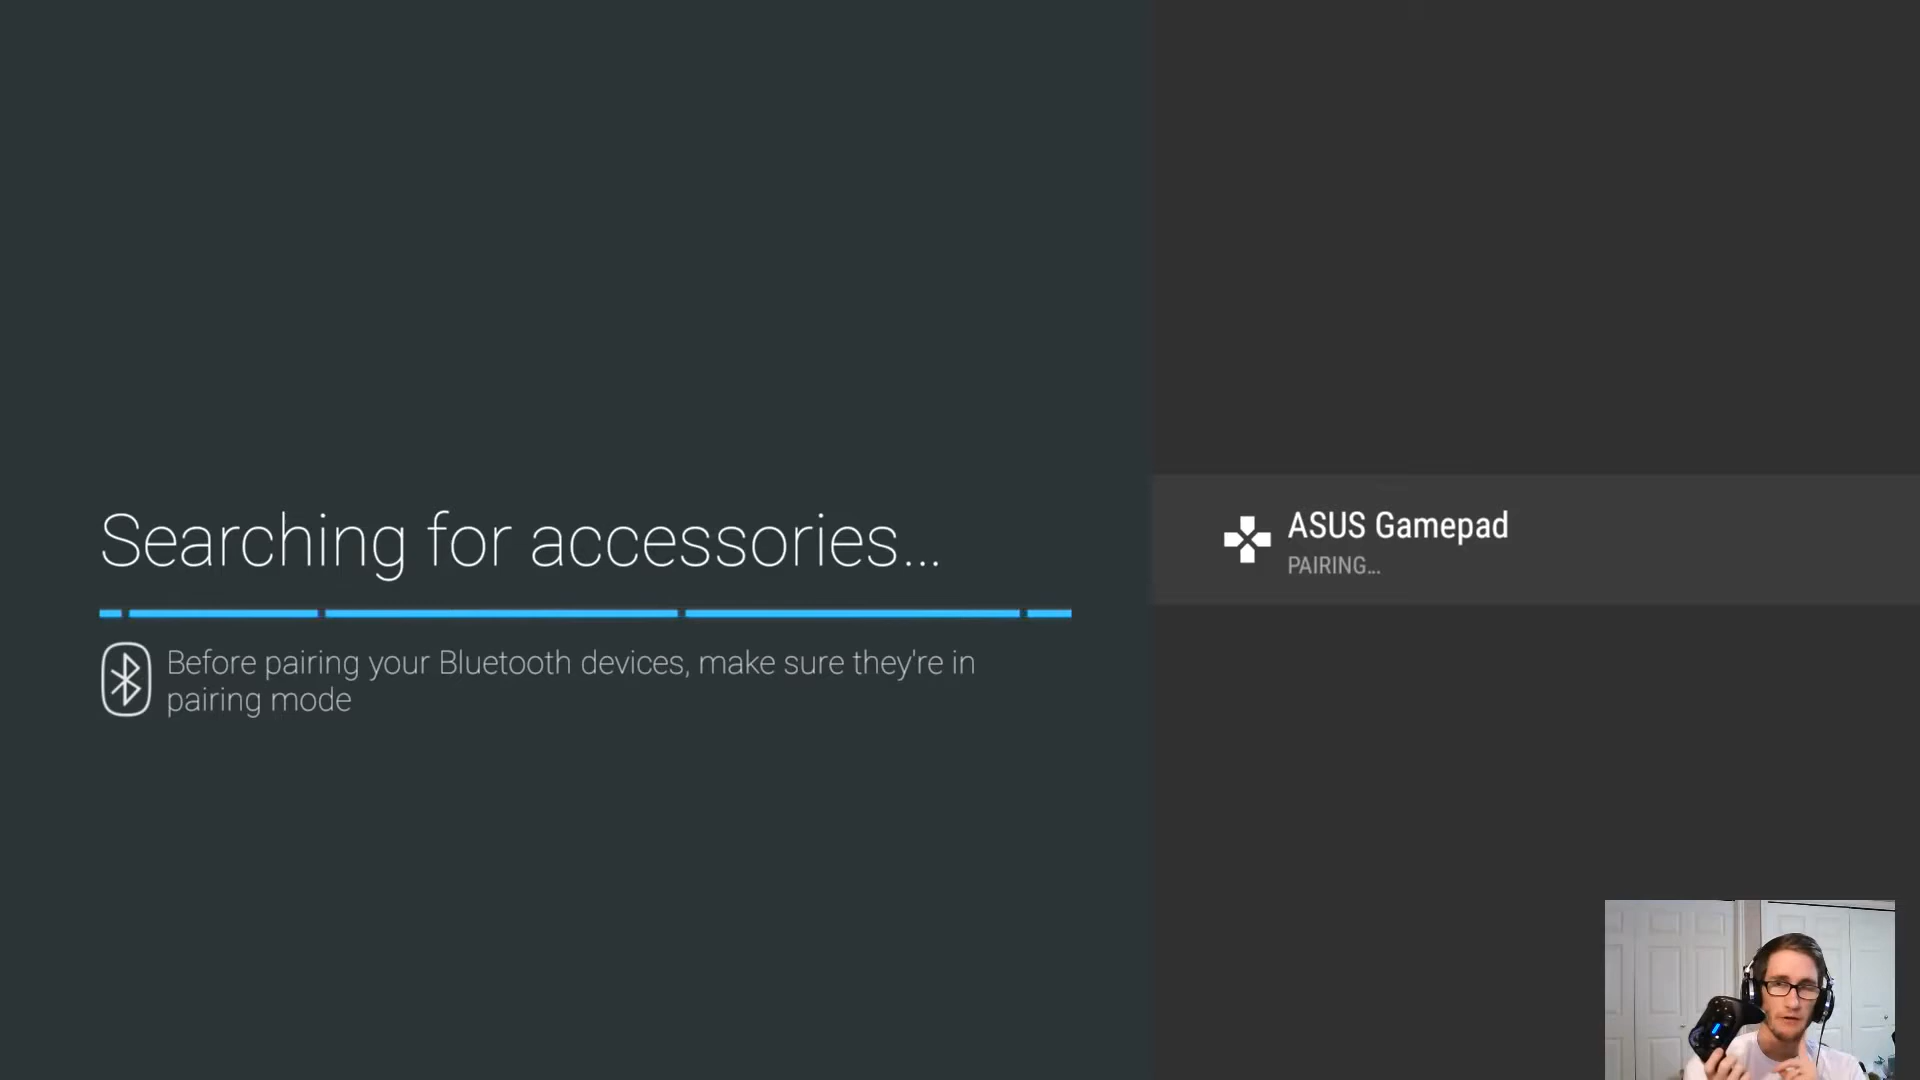 Searching for accessories...
Before pairing your Bluetooth devices, make sure they're in
pairing mode
ASUS Gamepad
PAIRING...